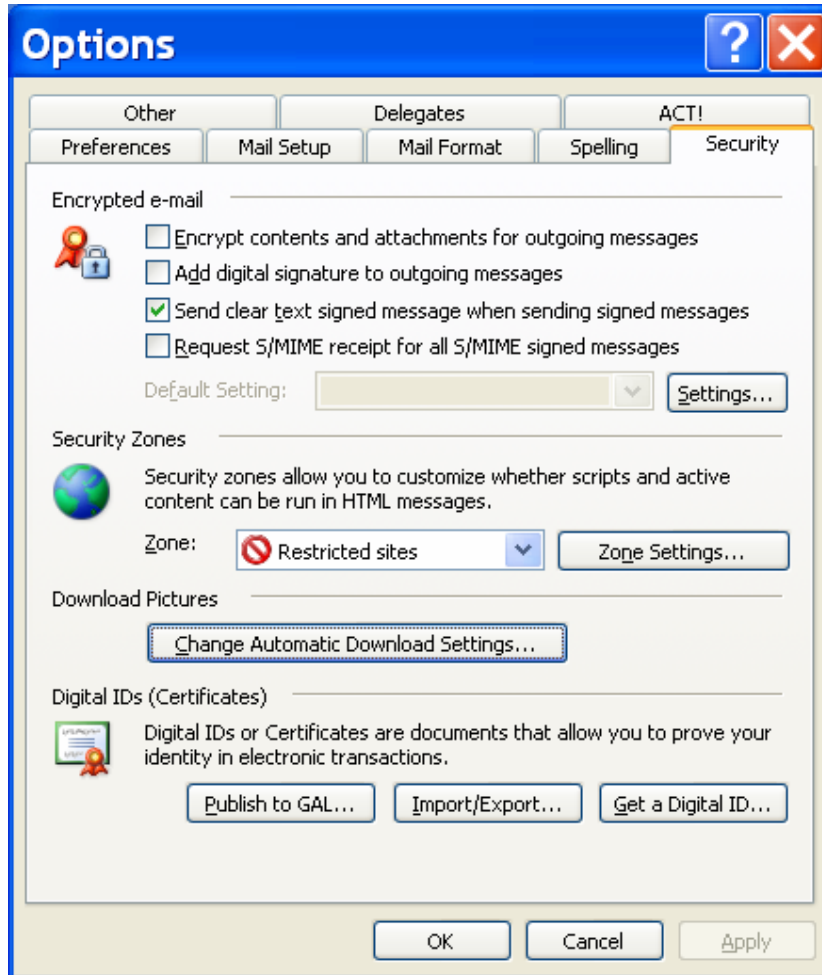 Options
Other Delegates ACT!
Preferences Mail Setup Mail Format Spelling Security
Encrypted e-mail
Encrypt contents and attachments for outgoing messages
Add digital signature to outgoing messages
Send clear text signed message when sending signed messages
Request S/MIME receipt for all S/MIME signed messages
Default Setting: Settings...
Security Zones
Security zones allow you to customize whether scripts and active
content can be run in HTML messages.
Zone: Restricted sites Zone Settings...
Download Pictures
Change Automatic Download Settings...
Digital IDs (Certificates)
Digital IDs or Certificates are documents that allow you to prove your
identity in electronic transactions.
Publish to GAL... Import/Export... Get a Digital ID...
OK Cancel Apply